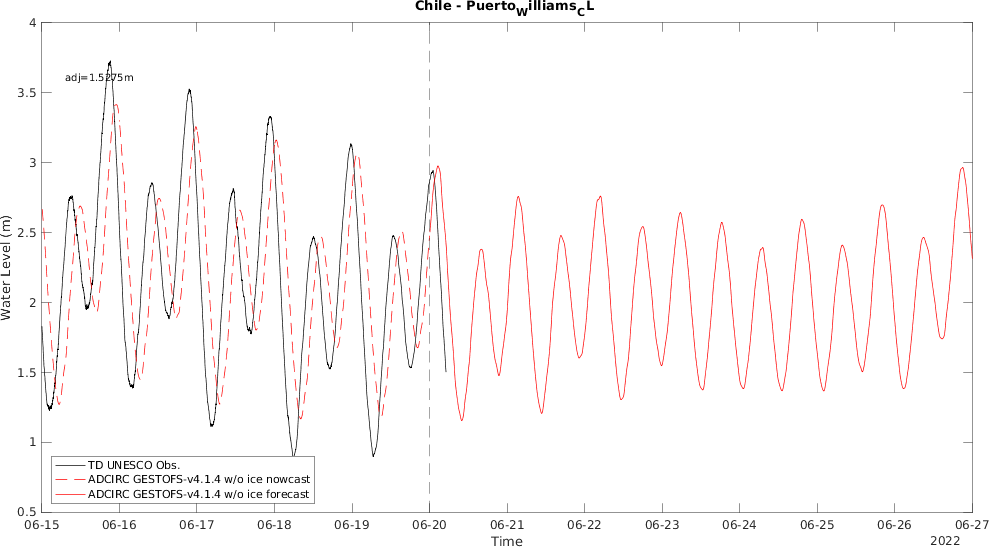 Chile - Puerto_Williams_CL
4
adj=1.5275m
3.5
3
2.5
Water Level (m)
2
1.5
1
TD UNESCO Obs.
ADCIRC GESTOFS-v4.1.4 w/o ice nowcast
ADCIRC GESTOFS-v4.1.4 w/o ice forecast
0.5
06-15 06-16 06-17 06-18 06-19 06-20 06-21 06-22 06-23 06-24 06-25 06-26 06-27
Time
2022